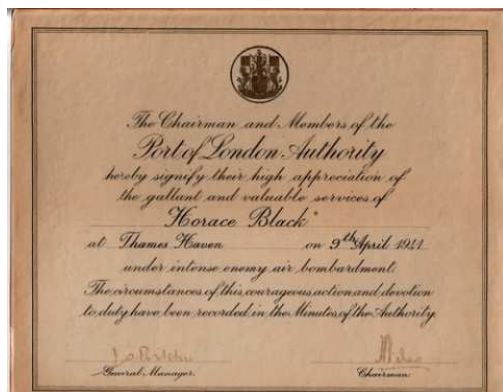 The Chairman and Members of the
Port of London Authority
hereby signify their high appreciation of
the gallant and valuable services of
Horace Black
at Thames Haven on 9th April 1941
under intense enemy air bombardment.
The circumstances of this courageous action and devotion
to duty have been recorded in the Minutes of the Authority.
General Manager. Chairman.